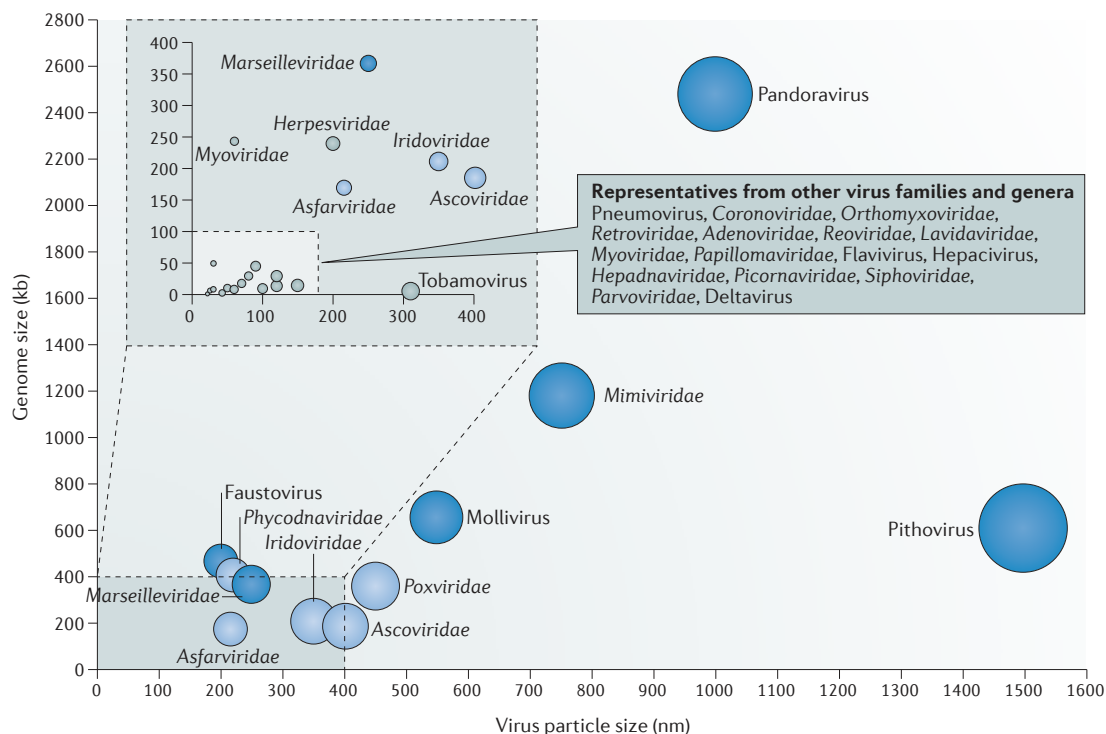 2800
2600
2400
2200
2000
1800
1600
1400
1200
1000
800
600
400
200
0
Genome size (kb)
400
350
300
250
200
150
100
50
0
0
100
200
300
400
Marseilleviridae
Herpesviridae
Myoviridae
Iridoviridae
Asfarviridae
Ascoviridae
Tobamovirus
Pandoravirus
Representatives from other virus families and genera
Pneumovirus, Coronoviridae, Orthomyxoviridae,
Retroviridae, Adenoviridae, Reoviridae, Lavidaviridae,
Myoviridae, Papillomaviridae, Flavivirus, Hepacivirus,
Hepadnaviridae, Picornaviridae, Siphoviridae,
Parvoviridae, Deltavirus
Mimiviridae
Faustovirus
Phycodnaviridae
Iridoviridae
Mollivirus
Pithovirus
Marseilleviridae
Poxviridae
Ascoviridae
Asfarviridae
0
100
200
300
400
500
600
700
800
900
1000
1100
1200
1300
1400
1500
1600
Virus particle size (nm)